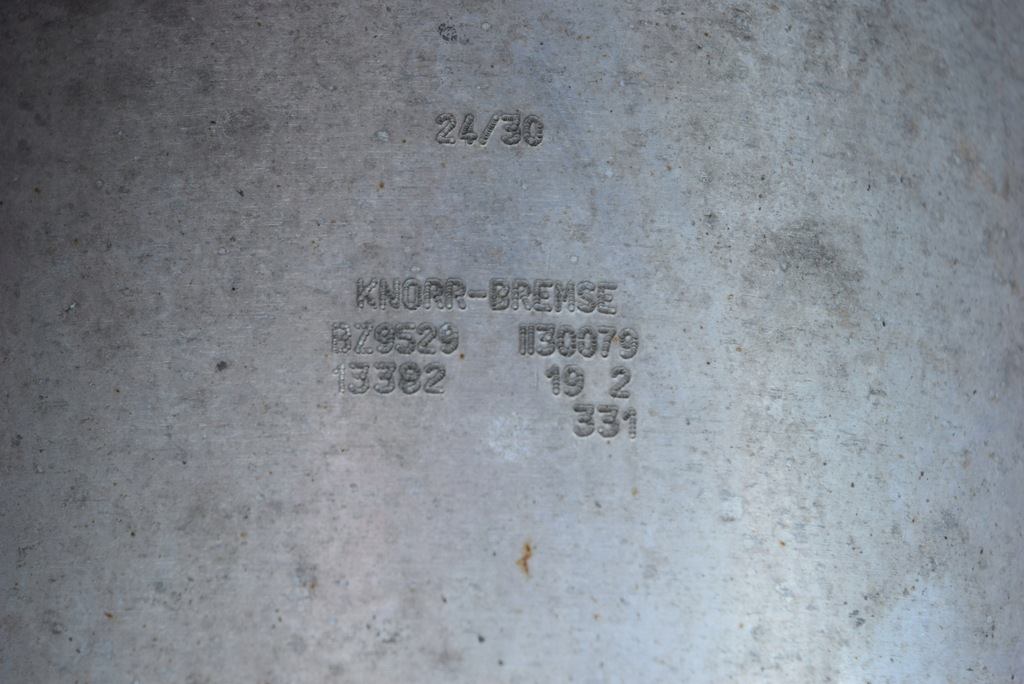 24/30
KNORR-BREMSE
BZ9529 1130079
13382 19 2
331